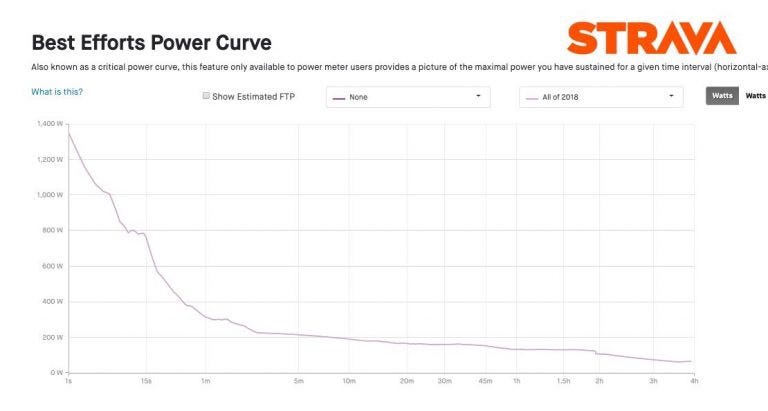 STRAVA
Best Efforts Power Curve
Also known as a critical power curve, this feature only available to power meter users provides a picture of the maximal power you have sustained for a given time interval (horizontal-ax
What is this?
Show Estimated FTP
None
All of 2018
Watts
Watts
1,400 W
1,200 W
1,000 W
800 W
600 W
400 W
200 W
0 W
1s 15s 1m 5m 10m 20m 30m 45m 1h 1.5h 2h 3h 4h